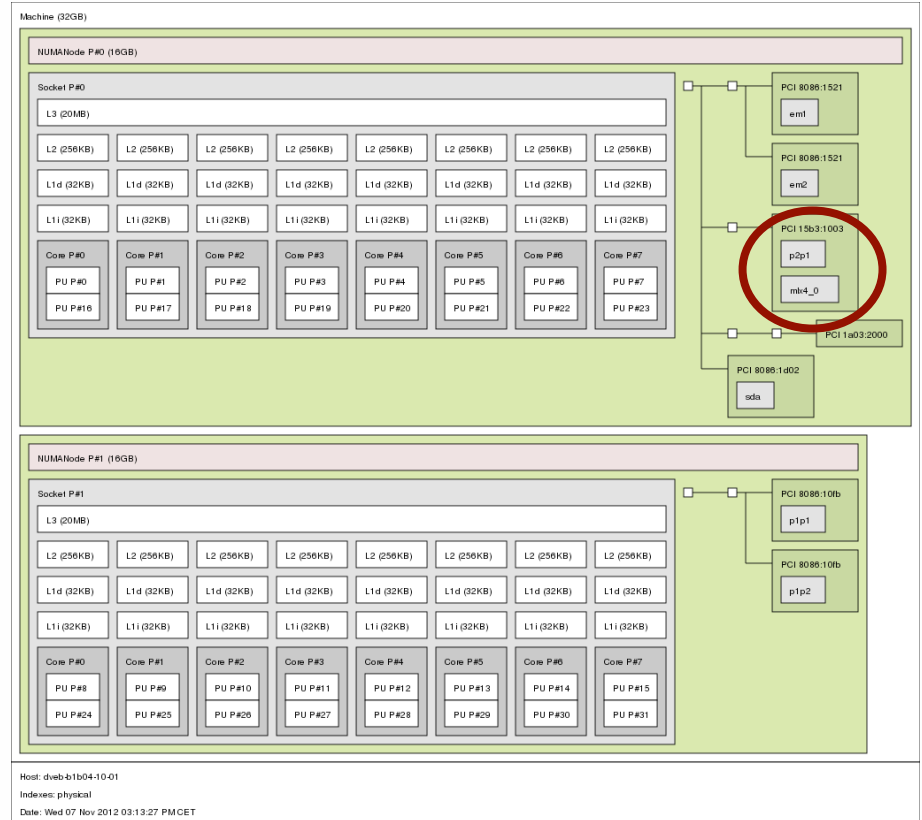 Machine (32GB)
NUMANode P#0 (16GB)
Socket P#0
L3 (20MB)
L2 (256KB) L2 (256KB) L2 (256KB) L2 (256KB) L2 (256KB) L2 (256KB) L2 (256KB) L2 (256KB)
L1d (32KB) L1d (32KB) L1d (32KB) L1d (32KB) L1d (32KB) L1d (32KB) L1d (32KB) L1d (32KB)
L1i (32KB) L1i (32KB) L1i (32KB) L1i (32KB) L1i (32KB) L1i (32KB) L1i (32KB) L1i (32KB)
Core P#0 Core P#1 Core P#2 Core P#3 Core P#4 Core P#5 Core P#6 Core P#7
PU P#0 PU P#1 PU P#2 PU P#3 PU P#4 PU P#5 PU P#6 PU P#7
PU P#16 PU P#17 PU P#18 PU P#19 PU P#20 PU P#21 PU P#22 PU P#23
PCI 8086:1521
em1
PCI 8086:1521
em2
PCI 15b3:1003
p2p1
mlx4_0
PCI 1a03:2000
PCI 8086:1d02
sda
NUMANode P#1 (16GB)
Socket P#1
L3 (20MB)
L2 (256KB) L2 (256KB) L2 (256KB) L2 (256KB) L2 (256KB) L2 (256KB) L2 (256KB) L2 (256KB)
L1d (32KB) L1d (32KB) L1d (32KB) L1d (32KB) L1d (32KB) L1d (32KB) L1d (32KB) L1d (32KB)
L1i (32KB) L1i (32KB) L1i (32KB) L1i (32KB) L1i (32KB) L1i (32KB) L1i (32KB) L1i (32KB)
Core P#0 Core P#1 Core P#2 Core P#3 Core P#4 Core P#5 Core P#6 Core P#7
PU P#8 PU P#9 PU P#10 PU P#11 PU P#12 PU P#13 PU P#14 PU P#15
PU P#24 PU P#25 PU P#26 PU P#27 PU P#28 PU P#29 PU P#30 PU P#31
PCI 8086:10fb
p1p1
PCI 8086:10fb
p1p2
Host: dveb-b1b04-10-01
Indexes: physical
Date: Wed 07 Nov 2012 03:13:27 PM CET